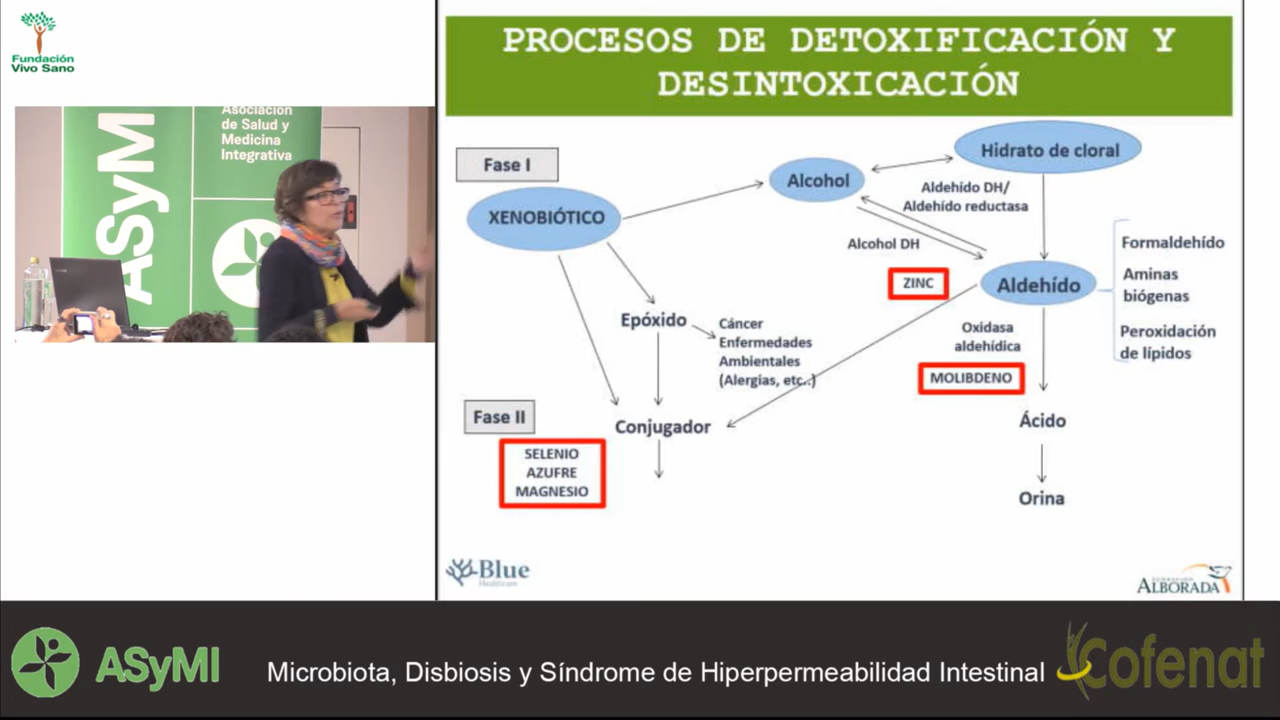 Fundación
Vivo Sano
ASyMI
Asociación
de Salud y
Medicina
Integrativa
PROCESOS DE DETOXIFICACIÓN Y
DESINTOXICACIÓN
Fase I
XENOBIÓTICO
Alcohol
Hidrato de cloral
Aldehído DH/
Aldehído reductasa
Alcohol DH
ZINC
Aldehído
Formaldehído
Aminas
biógenas
Peroxidación
de lípidos
Epóxido
Cáncer
Enfermedades
Ambientales
(Alergias, etc..)
Oxidasa
aldehídica
MOLIBDENO
Fase II
Conjugador
Ácido
SELENIO
AZUFRE
MAGNESIO
Orina
Blue
Healthcare
FUNDACIÓN
ALBORADA
ASyMI
Microbiota, Disbiosis y Síndrome de Hiperpermeabilidad Intestinal
Cofenat